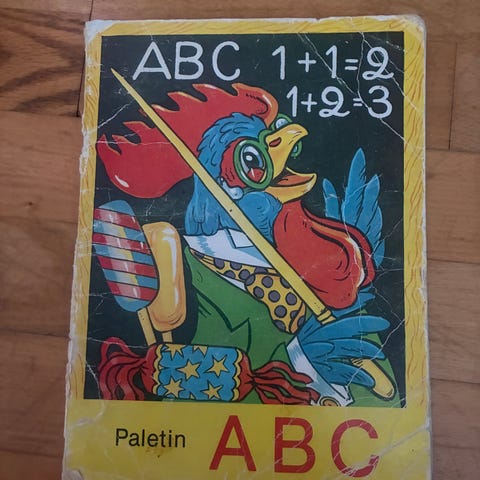 ABC 1+1=2
1+2=3
Paletin ABC